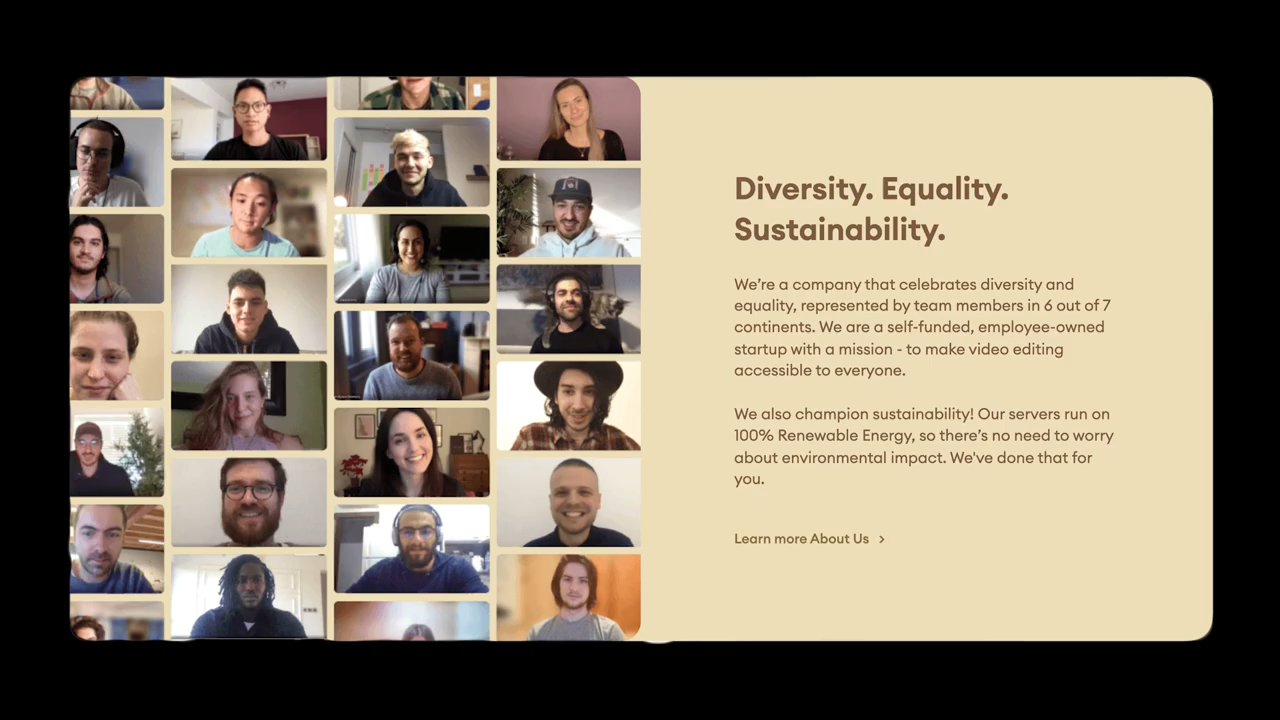 Diversity. Equality.
Sustainability.
We’re a company that celebrates diversity and
equality, represented by team members in 6 out of 7
continents. We are a self-funded, employee-owned
startup with a mission - to make video editing
accessible to everyone.
We also champion sustainability! Our servers run on
100% Renewable Energy, so there’s no need to worry
about environmental impact. We've done that for
you.
Learn more About Us >